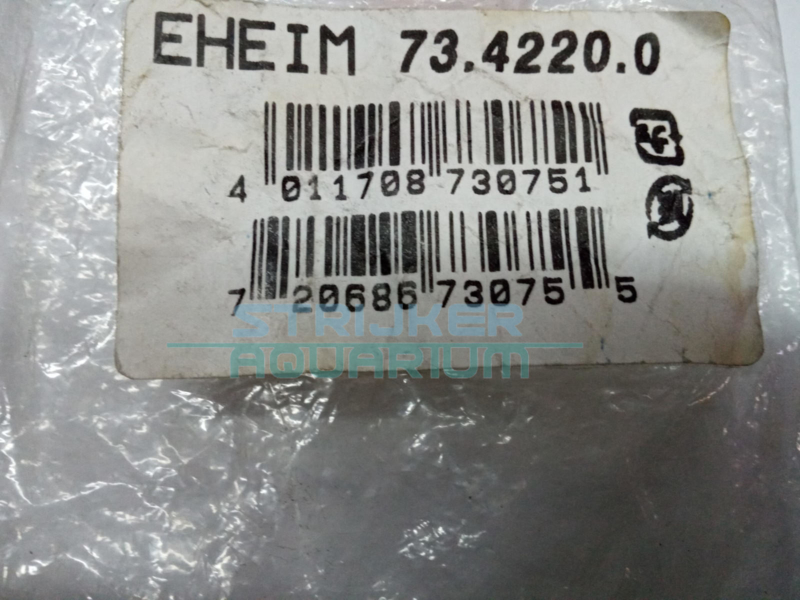 EHEIM 73.4220.0
4 011708 730751
7 20686 73075 5
STRIJKER
AQUARIUM